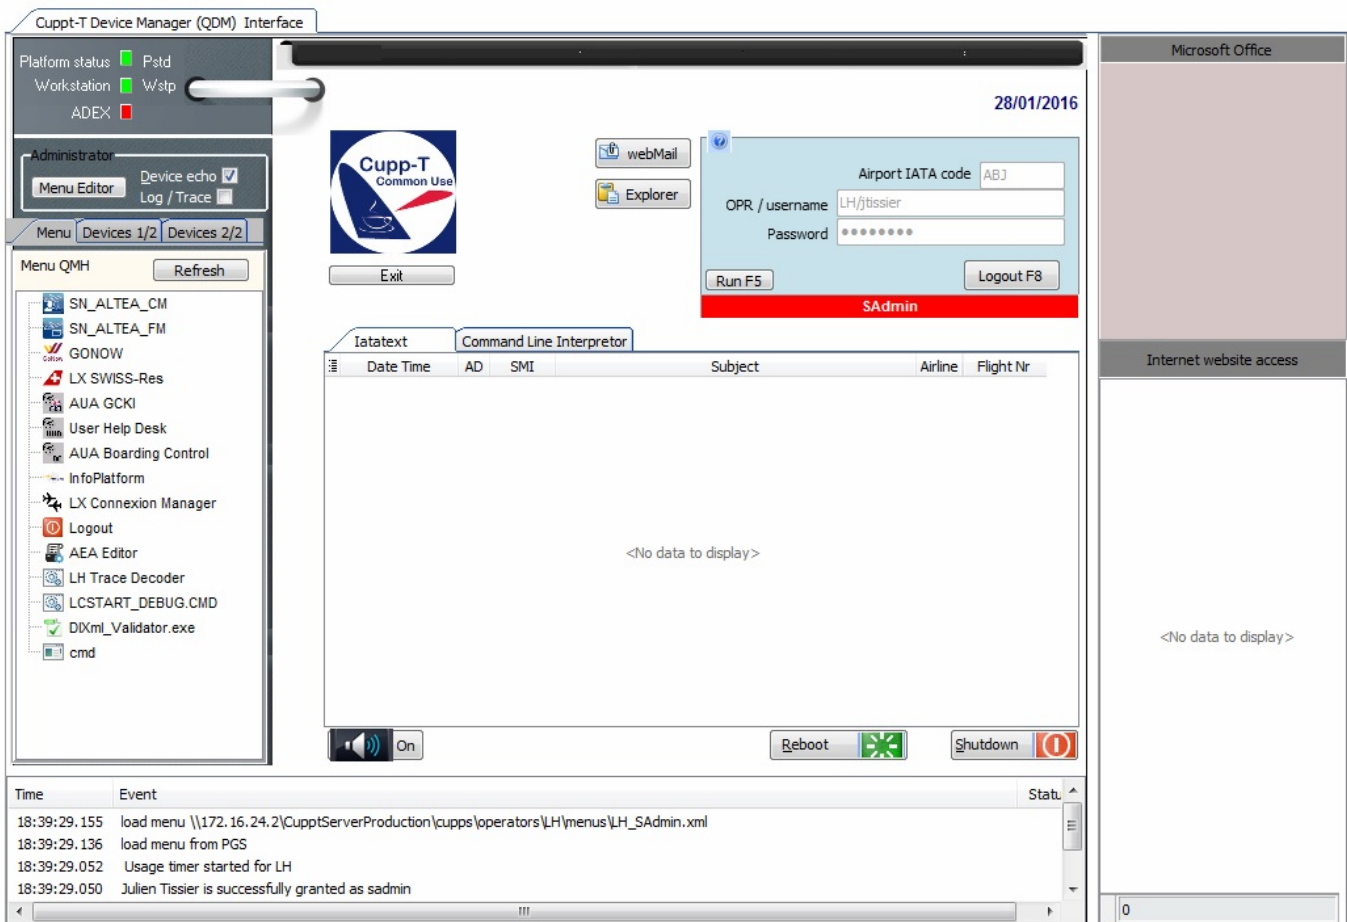 Cuppt-T Device Manager (QDM) Interface
Platform status Pstd
Workstation Wstp
ADEX
Administrator
Menu Editor
Device echo
Log / Trace
Menu Devices 1/2 Devices 2/2
Menu QMH Refresh
SN_ALTEA_CM
SN_ALTEA_FM
GONOW
LX SWISS-Res
AUA GCKI
User Help Desk
AUA Boarding Control
InfoPlatform
LX Connexion Manager
Logout
AEA Editor
LH Trace Decoder
LCSTART_DEBUG.CMD
DIXml_Validator.exe
cmd
28/01/2016
Cupp-T
Common Use
Exit
webMail
Explorer
Airport IATA code ABJ
OPR / username LH/jtissier
Password ••••••••
Run F5 Logout F8
SAdmin
Iatatext Command Line Interpretor
Date Time AD SMI Subject Airline Flight Nr
<No data to display>
On Reboot Shutdown
Time Event Statu
18:39:29.155 load menu \\172.16.24.2\CupptServerProduction\cupps\operators\LH\menus\LH_SAdmin.xml
18:39:29.136 load menu from PGS
18:39:29.052 Usage timer started for LH
18:39:29.050 Julien Tissier is successfully granted as sadmin
Microsoft Office
Internet website access
<No data to display>
0